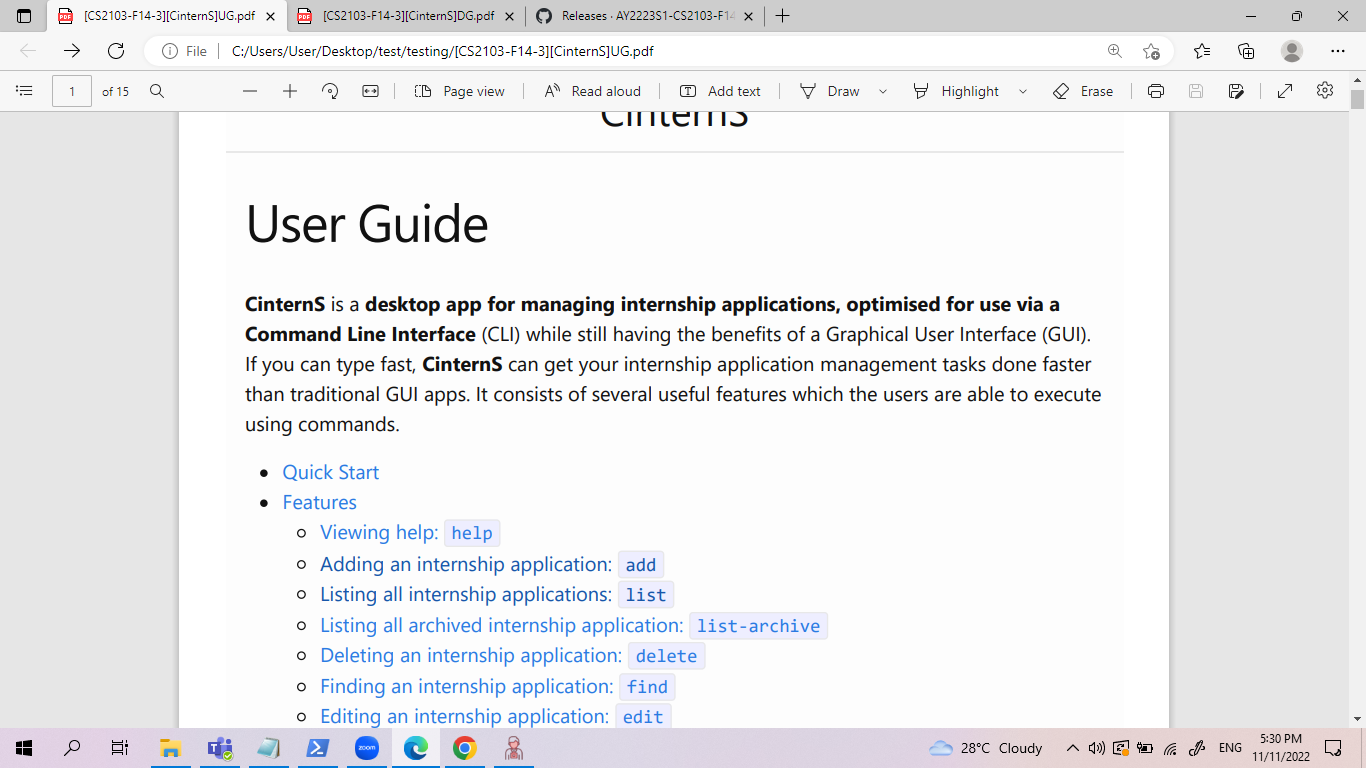 [CS2103-F14-3][CinternS]UG.pdf
[CS2103-F14-3][CinternS]DG.pdf
Releases · AY2223S1-CS2103-F14
File
C:/Users/User/Desktop/test/testing/[CS2103-F14-3][CinternS]UG.pdf
1 of 15
Page view
Read aloud
Add text
Draw
Highlight
Erase
CinternS
User Guide
CinternS is a desktop app for managing internship applications, optimised for use via a
Command Line Interface (CLI) while still having the benefits of a Graphical User Interface (GUI).
If you can type fast, CinternS can get your internship application management tasks done faster
than traditional GUI apps. It consists of several useful features which the users are able to execute
using commands.
Quick Start
Features
Viewing help: help
Adding an internship application: add
Listing all internship applications: list
Listing all archived internship application: list-archive
Deleting an internship application: delete
Finding an internship application: find
Editing an internship application: edit
zoom
28°C Cloudy
ENG
5:30 PM
11/11/2022